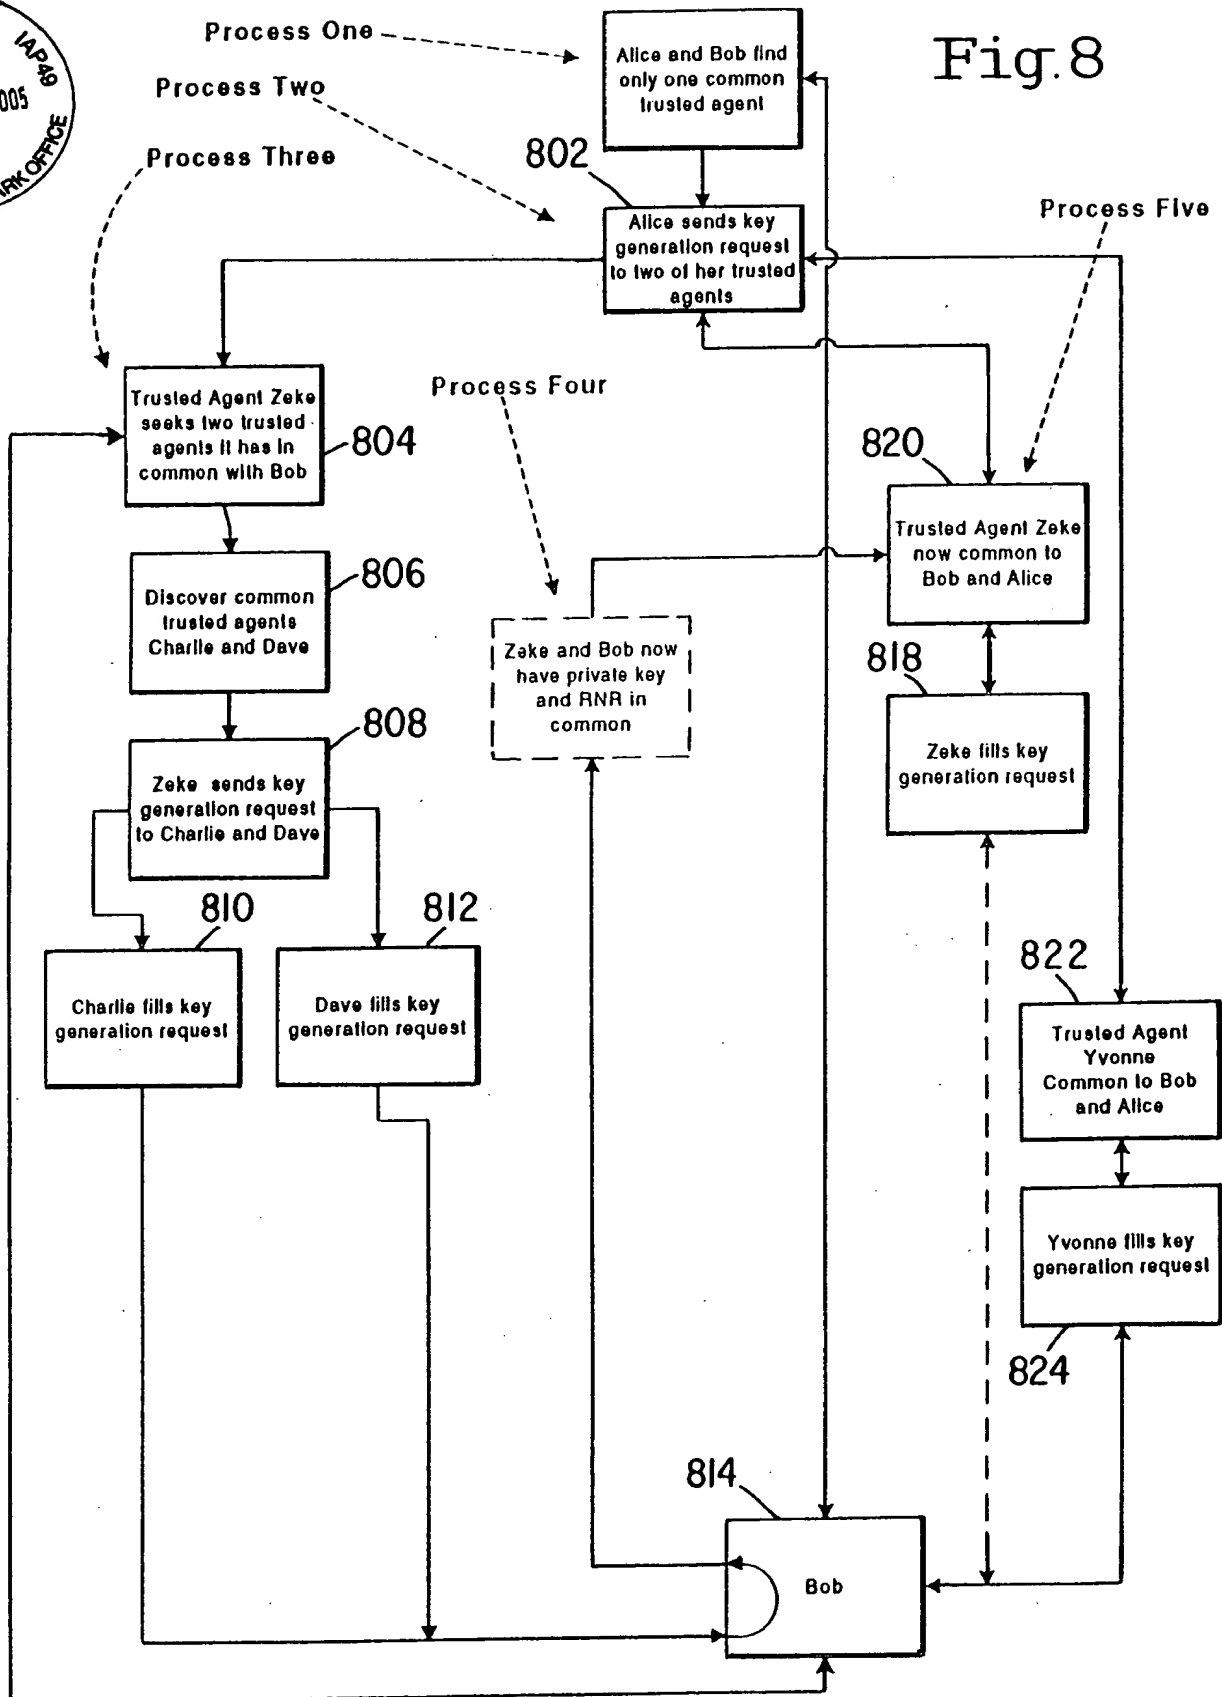 IAP49
005
ARK OFFICE
Fig. 8
Process One
Process Two
Process Three
Alice and Bob find
only one common
trusted agent
802
Alice sends key
generation request
to two of her trusted
agents
Process Five
Trusted Agent Zeke
seeks two trusted
agents it has in
common with Bob
804
Process Four
820
Trusted Agent Zeke
now common to
Bob and Alice
Discover common
trusted agents
Charlie and Dave
806
Zeke and Bob now
have private key
and RNR in
common
818
Zeke fills key
generation request
Zeke sends key
generation request
to Charlie and Dave
808
810
Charlie fills key
generation request
812
Dave fills key
generation request
822
Trusted Agent
Yvonne
Common to Bob
and Alice
Yvonne fills key
generation request
824
814
Bob